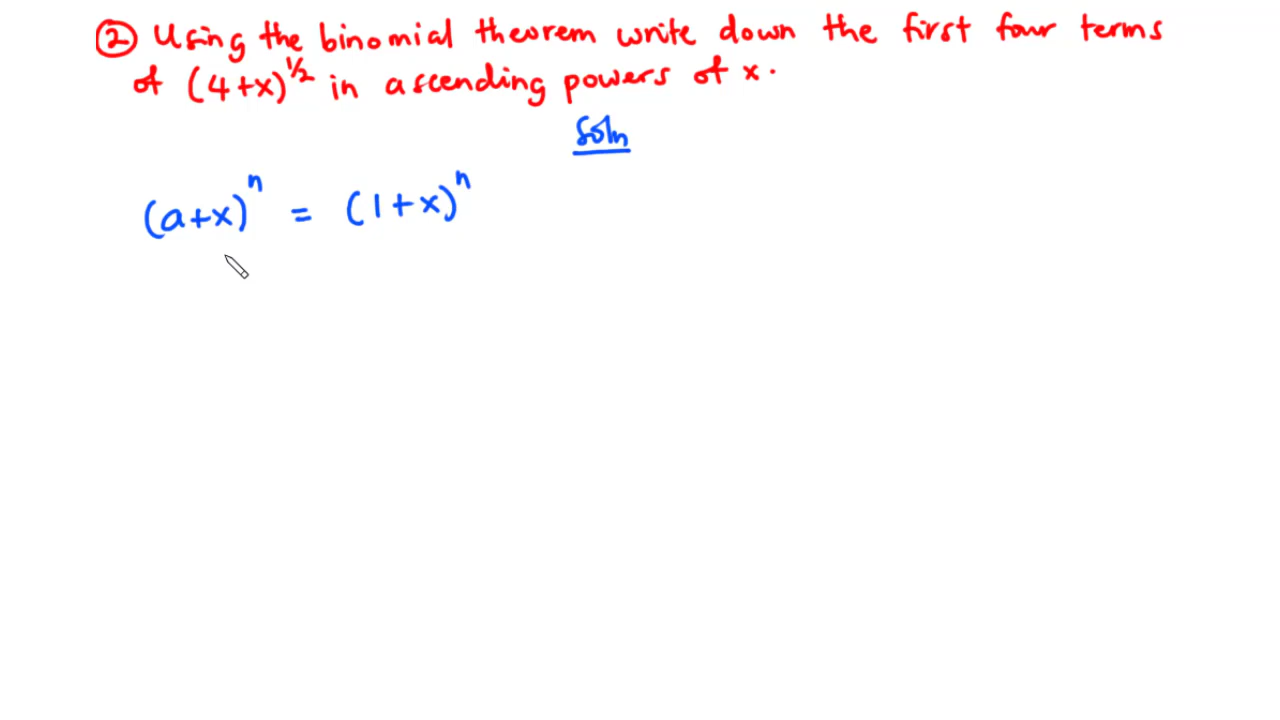 ② Using the binomial theorem write down the first four terms
of (4+x)^½ in ascending powers of x.
Soln
(a+x)^n = (1+x)^n